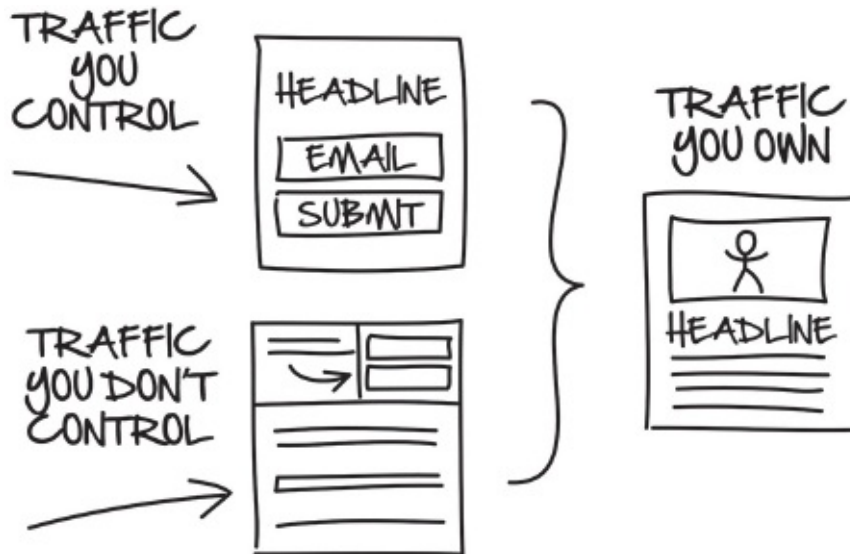 TRAFFIC
YOU
CONTROL
HEADLINE
EMAIL
SUBMIT
TRAFFIC
YOU DON'T
CONTROL
TRAFFIC
YOU OWN
HEADLINE